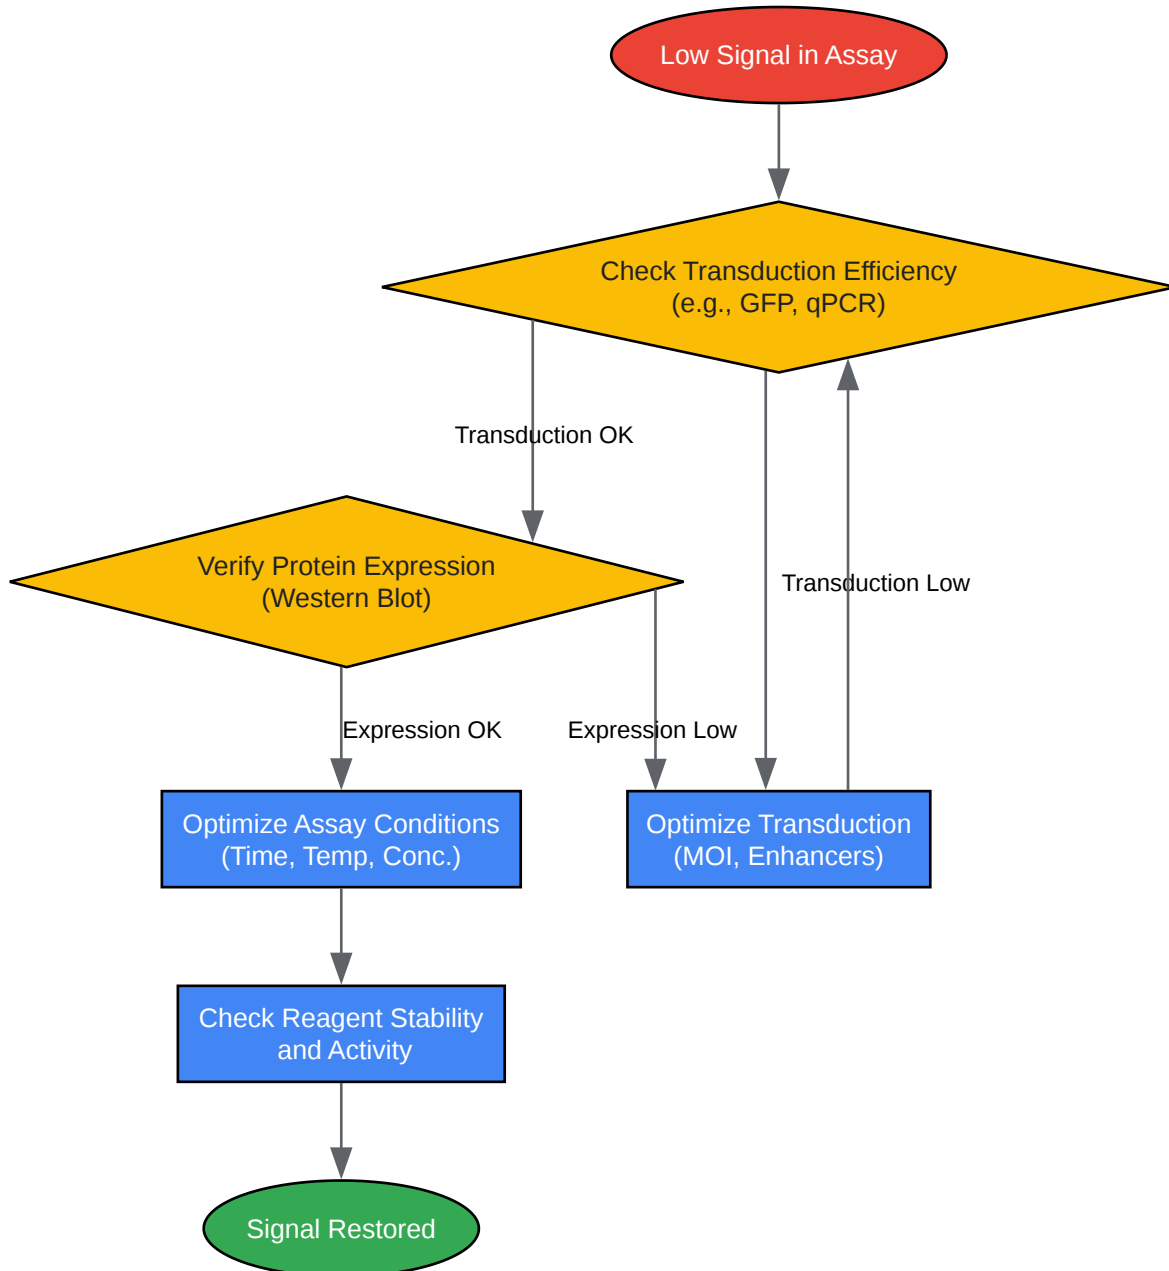 Low Signal in Assay
Check Transduction Efficiency
(e.g., GFP, qPCR)
Transduction OK
Verify Protein Expression
(Western Blot)
Transduction Low
Expression OK
Expression Low
Optimize Assay Conditions
(Time, Temp, Conc.)
Optimize Transduction
(MOI, Enhancers)
Check Reagent Stability
and Activity
Signal Restored